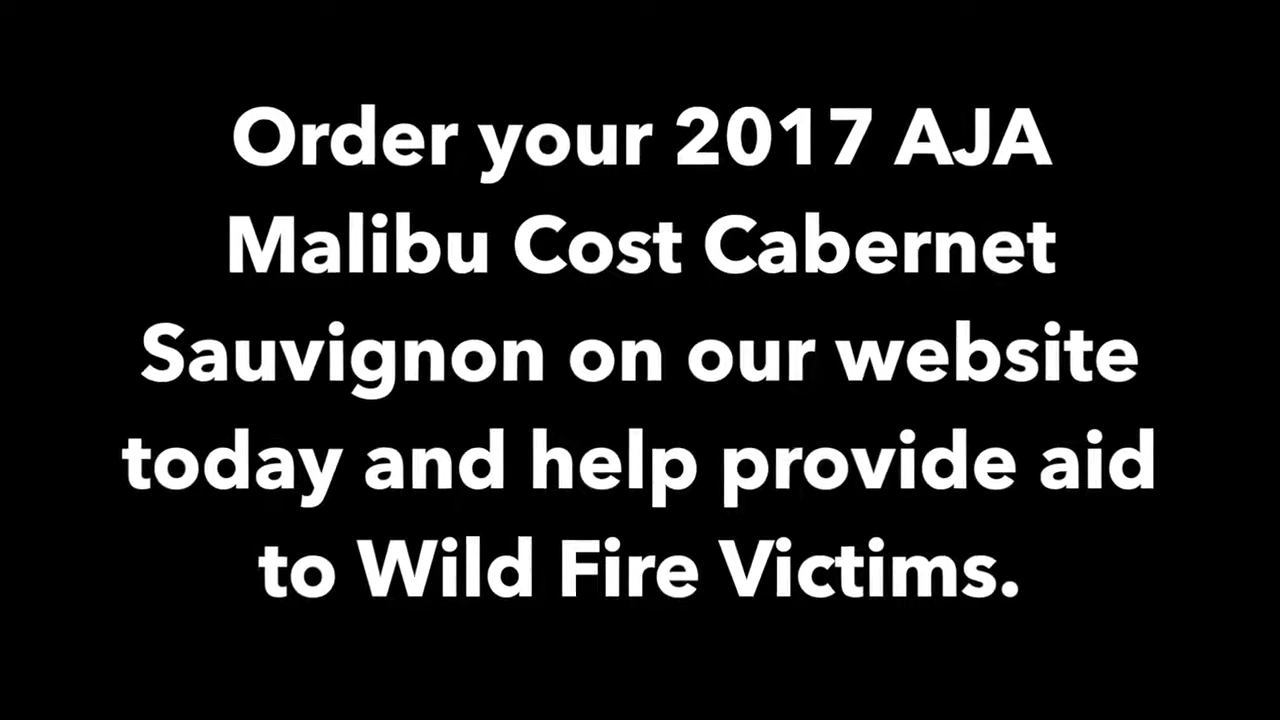 Order your 2017 AJA
Malibu Cost Cabernet
Sauvignon on our website
today and help provide aid
to Wild Fire Victims.